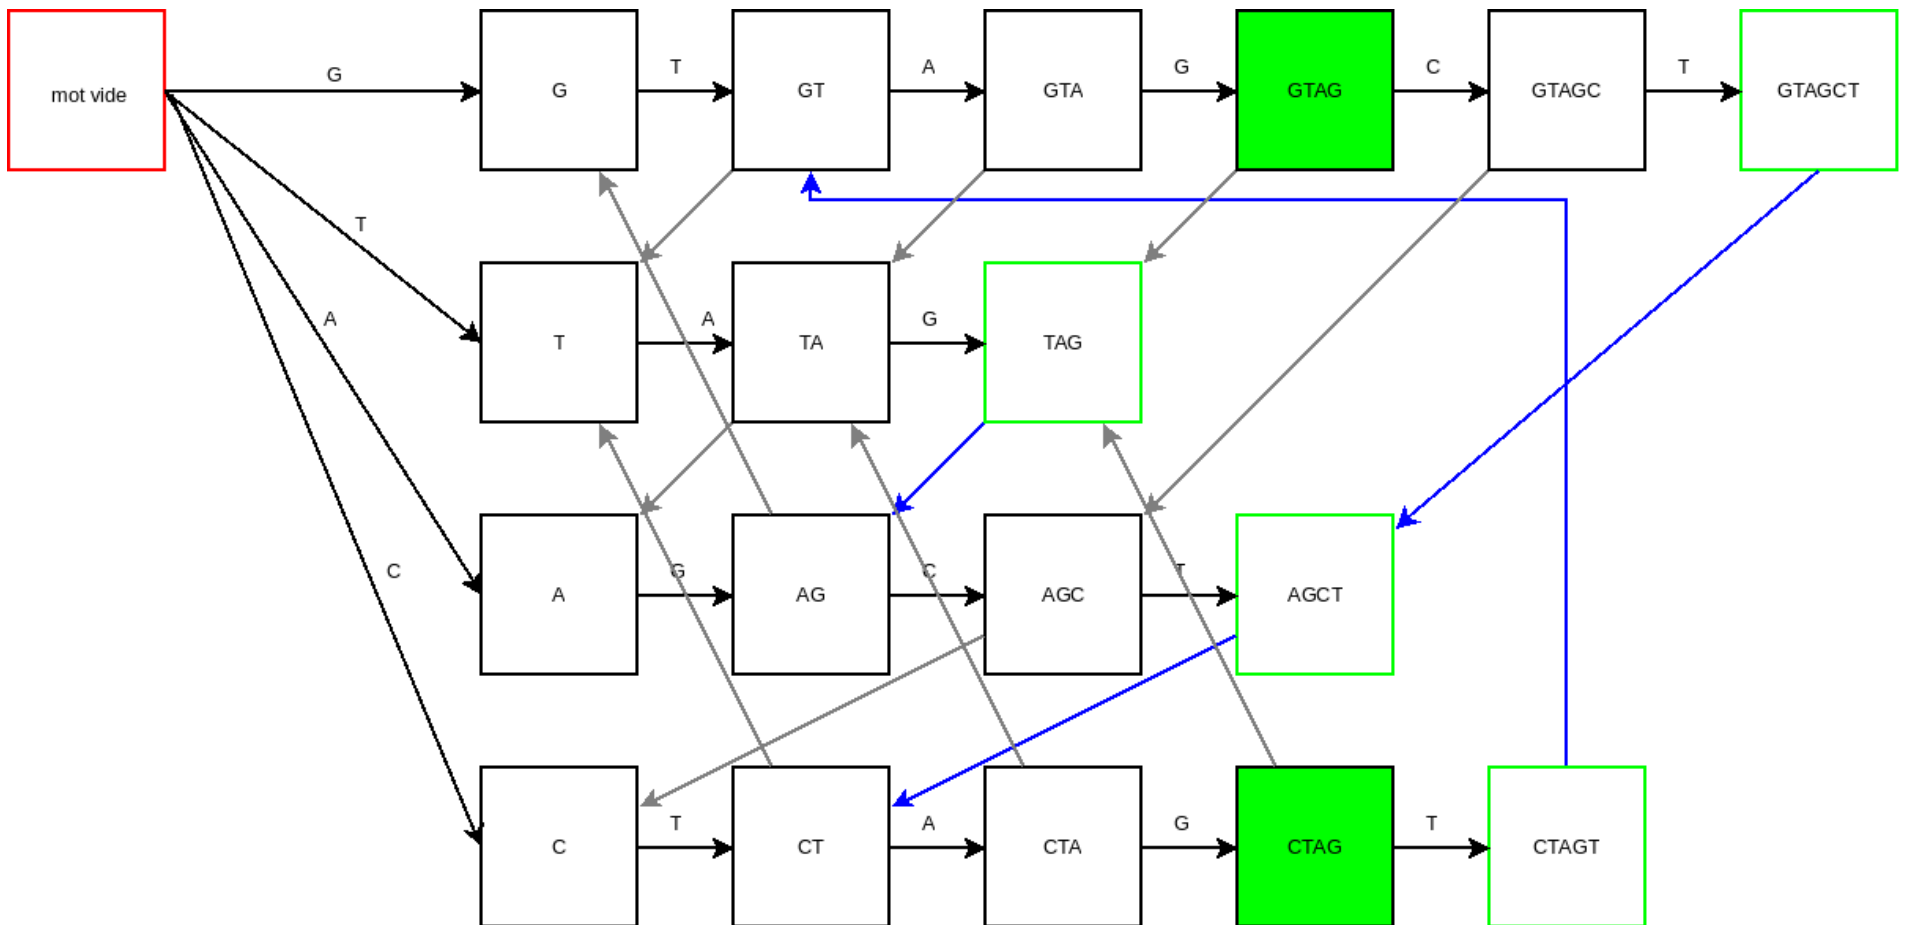 G T A G C T
mot vide G GT GTA GTAG GTAGC GTAGCT
T
A A G
T TA TAG
C G C T
A AG AGC AGCT
T A G T
C CT CTA CTAG CTAGT